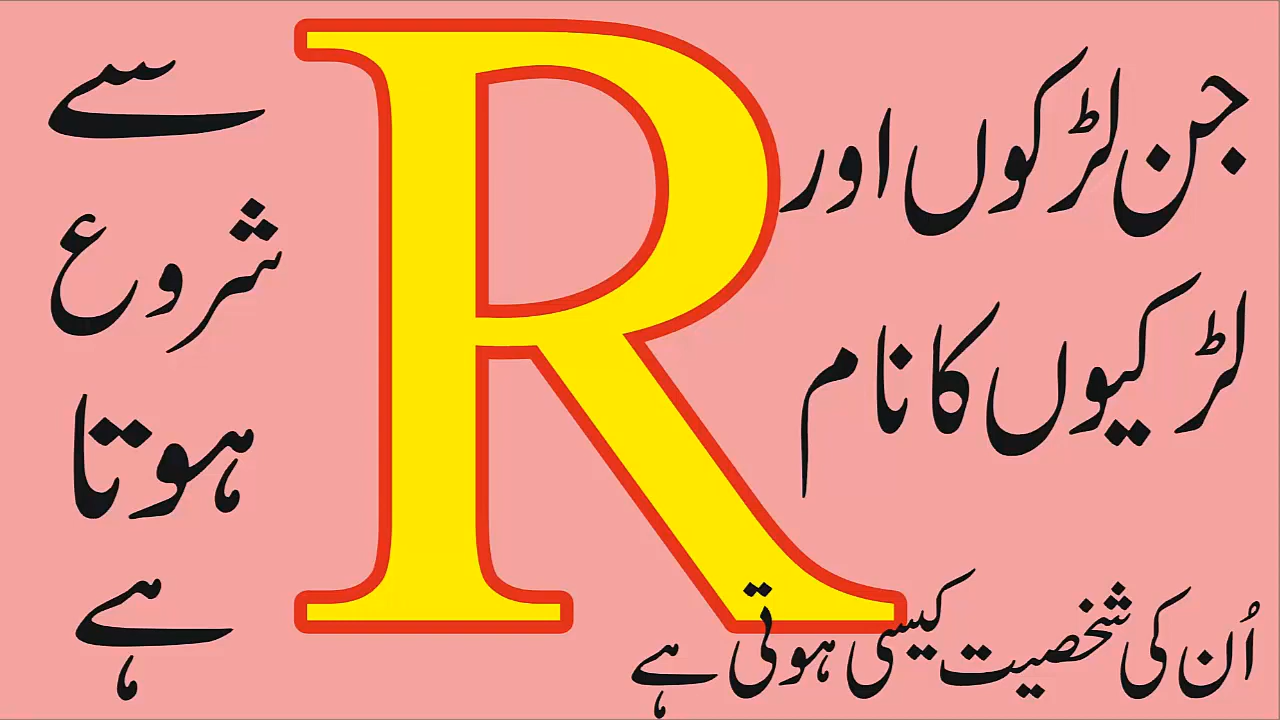 جن لڑکوں اور
لڑکیوں کا نام
R
سے
شروع
ہوتا
ہے
اُن کی شخصیت کیسی ہوتی ہے